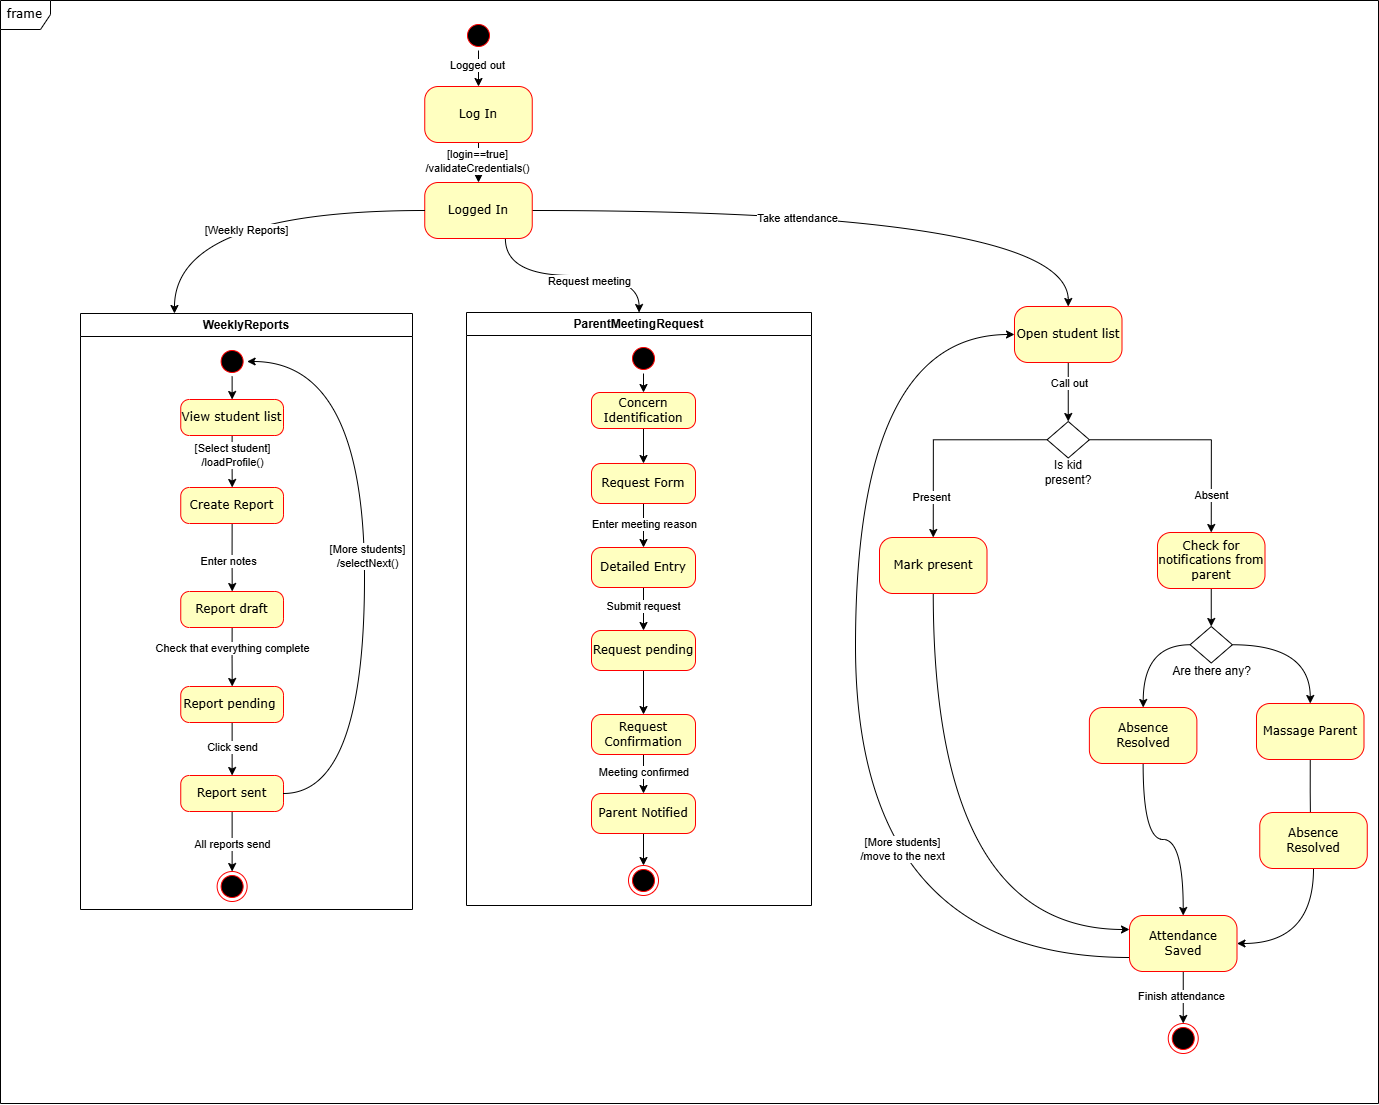 frame
Logged out
Log In
[login==true]
/validateCredentials()
Logged In
[Weekly Reports]
Request meeting
Take attendance
WeeklyReports
View student list
[Select student]
/loadProfile()
Create Report
Enter notes
Report draft
Check that everything complete
Report pending
Click send
Report sent
All reports send
[More students]
/selectNext()
ParentMeetingRequest
Concern
Identification
Request Form
Enter meeting reason
Detailed Entry
Submit request
Request pending
Request
Confirmation
Meeting confirmed
Parent Notified
Open student list
Call out
Is kid
present?
Present
Absent
Mark present
Check for
notifications from
parent
Are there any?
Absence
Resolved
Massage Parent
Absence
Resolved
[More students]
/move to the next
Attendance
Saved
Finish attendance